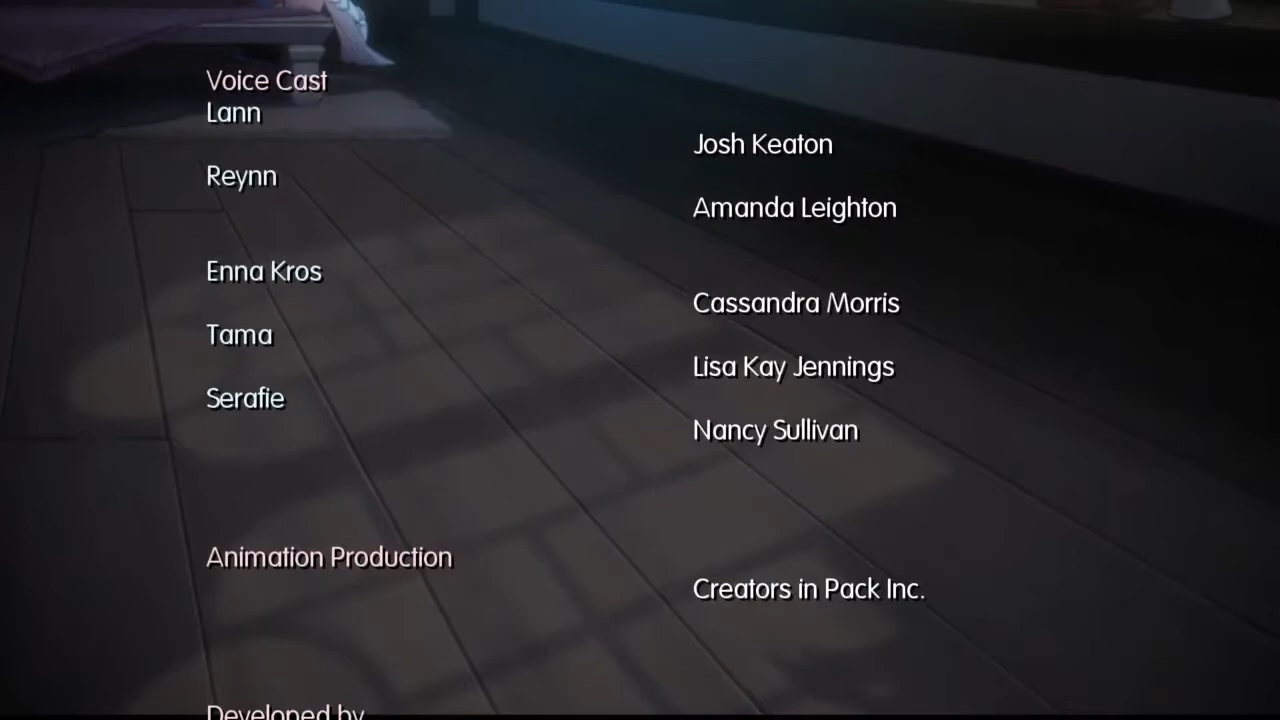 Voice Cast
Lann
Josh Keaton
Reynn
Amanda Leighton
Enna Kros
Cassandra Morris
Tama
Lisa Kay Jennings
Serafie
Nancy Sullivan
Animation Production
Creators in Pack Inc.
Developed by